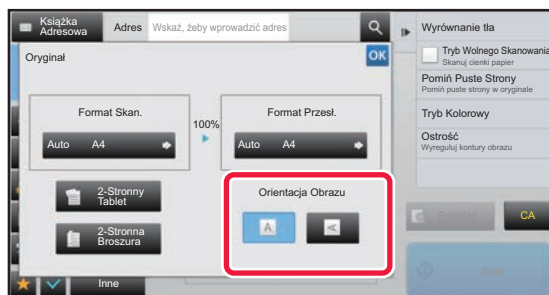 Książka
Adresowa
Adres
Wskaż, żeby wprowadzić adres
Oryginał
OK
Format Skan.
100%
Format Przesł.
Auto A4
Auto A4
2-Stronny
Tablet
2-Stronna
Broszura
Orientacja Obrazu
A
A
Inne
Wyrównanie tła
Tryb Wolnego Skanowania
Skanuj cienki papier
Pomiń Puste Strony
Pomiń puste strony w oryginale
Tryb Kolorowy
Ostrość
Wyreguluj kontury obrazu
Podgląd
CA
Start